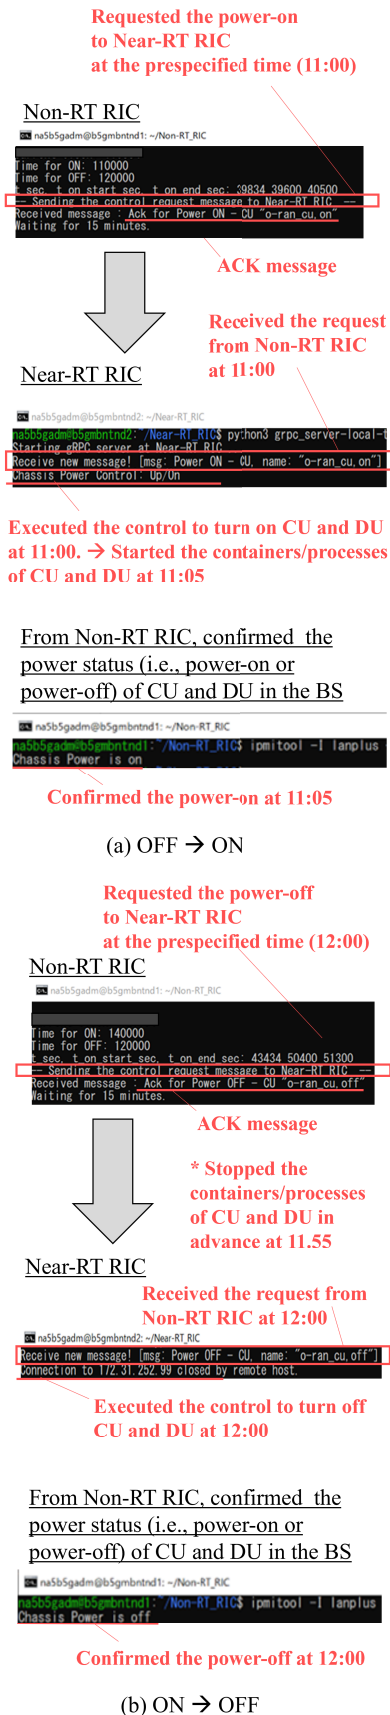 Requested the power-on
to Near-RT RIC
at the prespecified time (11:00)
Non-RT RIC
na5b5gadm@b5gmbntnd1: ~/Non-RT_RIC
Time for ON: 110000
Time for OFF: 120000
t_sec, t_on_start_sec, t_on_end_sec: 39834 39600 40500
-- Sending the control request message to Near-RT RIC --
Received message : Ack for Power ON - CU "o-ran_cu,on"
Waiting for 15 minutes.
ACK message
Received the request
from Non-RT RIC
at 11:00
Near-RT RIC
na5b5gadm@b5gmbntnd2: ~/Near-RT_RIC
na5b5gadm@b5gmbntnd2:~/Near-RT_RIC$ python3 grpc_server-local-t
Starting gRPC server at Near-RT RIC
Receive new message! [msg: Power ON - CU, name: "o-ran_cu,on"]
Chassis Power Control: Up/On
Executed the control to turn on CU and DU
at 11:00. → Started the containers/processes
of CU and DU at 11:05
From Non-RT RIC, confirmed the
power status (i.e., power-on or
power-off) of CU and DU in the BS
na5b5gadm@b5gmbntnd1: ~/Non-RT_RIC
na5b5gadm@b5gmbntnd1:~/Non-RT_RIC$ ipmitool -I lanplus
Chassis Power is on
Confirmed the power-on at 11:05
(a) OFF → ON
Requested the power-off
to Near-RT RIC
at the prespecified time (12:00)
Non-RT RIC
na5b5gadm@b5gmbntnd1: ~/Non-RT_RIC
Time for ON: 140000
Time for OFF: 120000
t_sec, t_on_start_sec, t_on_end_sec: 43434 50400 51300
-- Sending the control request message to Near-RT RIC --
Received message : Ack for Power OFF - CU "o-ran_cu,off"
Waiting for 15 minutes.
ACK message
* Stopped the
containers/processes
of CU and DU in
advance at 11.55
Near-RT RIC
Received the request from
Non-RT RIC at 12:00
na5b5gadm@b5gmbntnd2: ~/Near-RT_RIC
Receive new message! [msg: Power OFF - CU, name: "o-ran_cu,off"]
Connection to 172.31.252.99 closed by remote host.
Executed the control to turn off
CU and DU at 12:00
From Non-RT RIC, confirmed the
power status (i.e., power-on or
power-off) of CU and DU in the BS
na5b5gadm@b5gmbntnd1: ~/Non-RT_RIC
na5b5gadm@b5gmbntnd1:~/Non-RT_RIC$ ipmitool -I lanplus
Chassis Power is off
Confirmed the power-off at 12:00
(b) ON → OFF